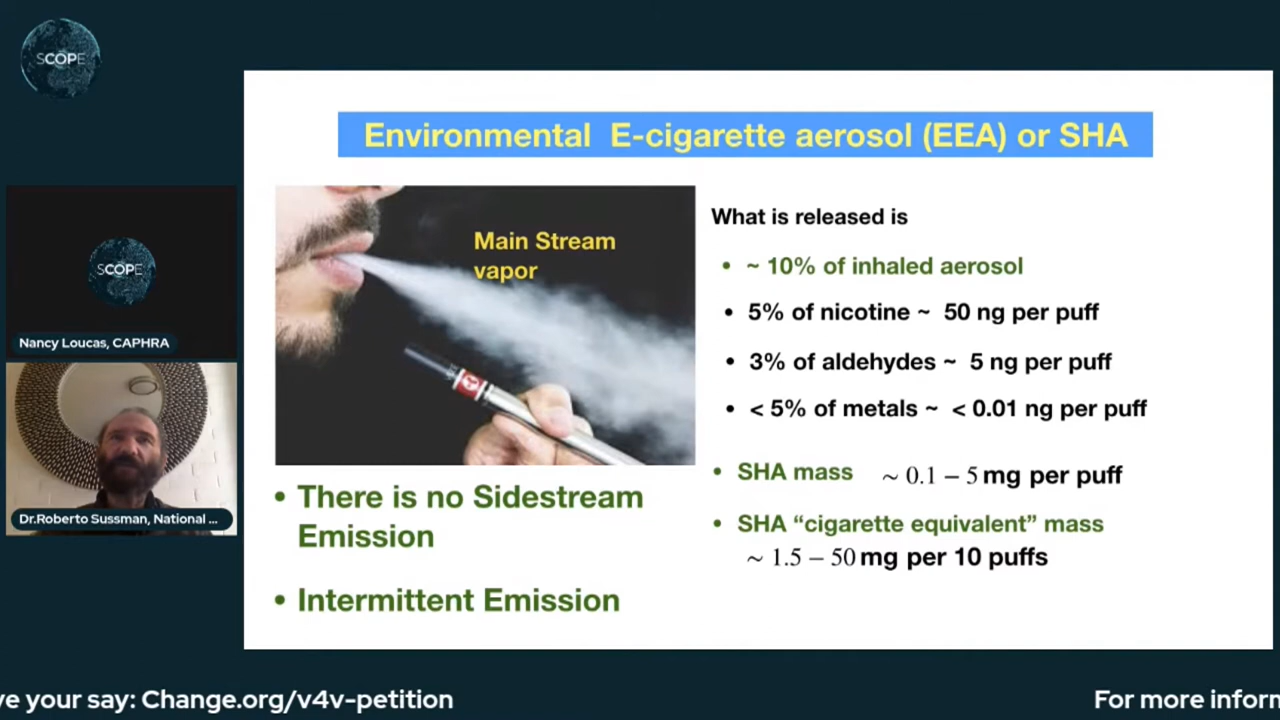 SCOPE
Environmental E-cigarette aerosol (EEA) or SHA
Main Stream
vapor
What is released is
• ~ 10% of inhaled aerosol
• 5% of nicotine ~ 50 ng per puff
• 3% of aldehydes ~ 5 ng per puff
• < 5% of metals ~ < 0.01 ng per puff
• SHA mass ~ 0.1 – 5 mg per puff
• SHA “cigarette equivalent” mass
~ 1.5 – 50 mg per 10 puffs
• There is no Sidestream
Emission
• Intermittent Emission
SCOPE
Nancy Loucas, CAPHRA
Dr.Roberto Sussman, National ...
ve your say: Change.org/v4v-petition
For more inforn